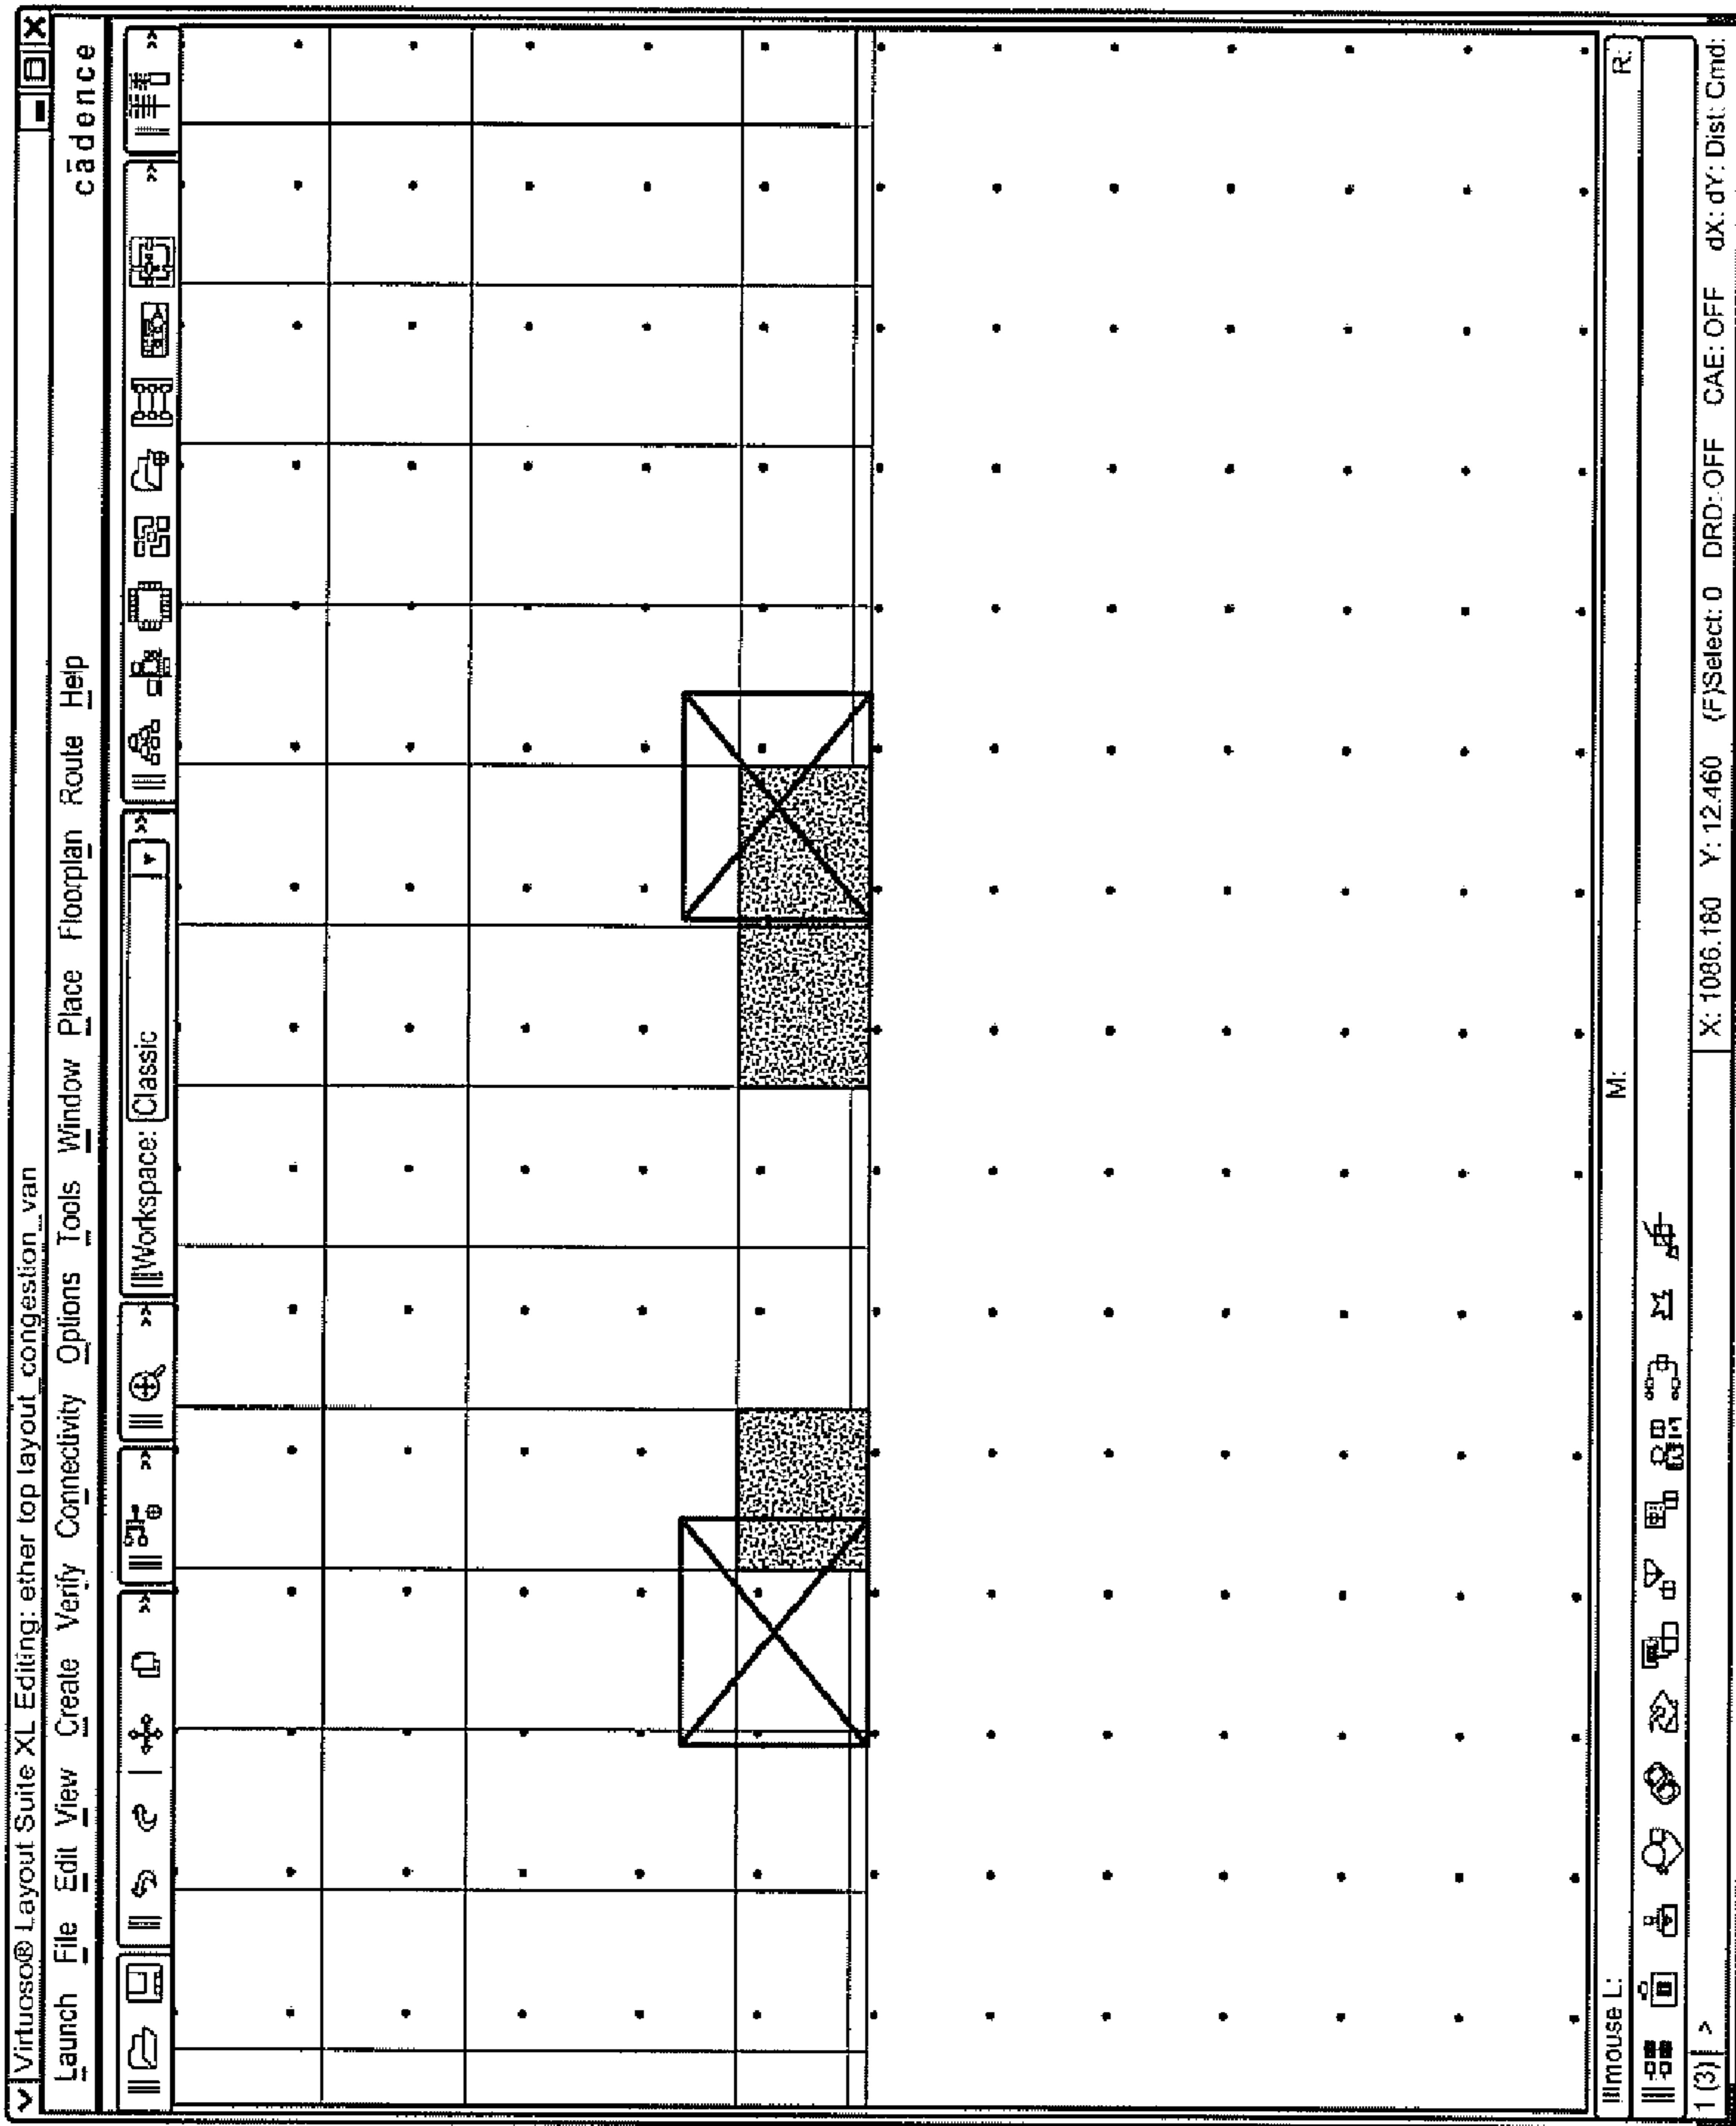 Virtuoso® Layout Suite XL Editing: ether top layout_congestion_van
Launch File Edit View Create Verify Connectivity Options Tools Window Place Floorplan Route Help cādence
Workspace: Classic
mouse L: M: R:
1 (3) > X: 1086.180 Y: 12.460 (F)Select: 0 DRD: OFF CAE: OFF dX: dY: Dist: Cmd: